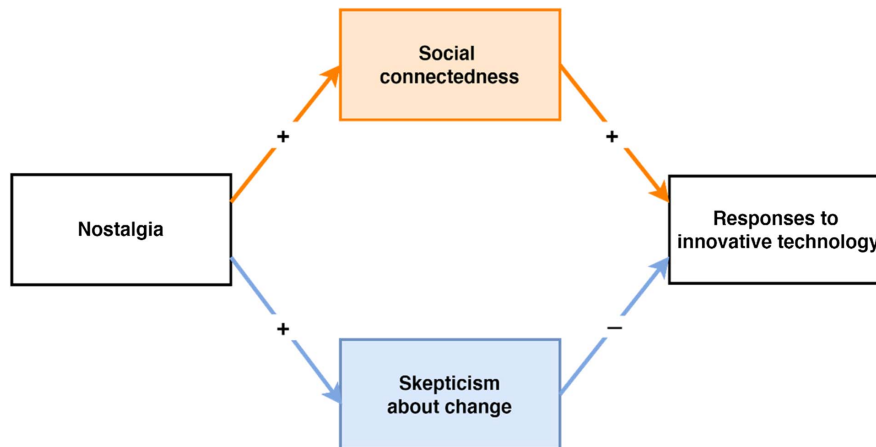 Social
connectedness
+
+
Nostalgia
Responses to
innovative technology
+
–
Skepticism
about change